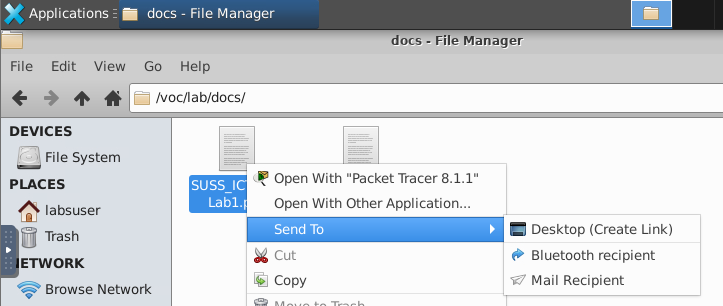 Applications
docs - File Manager
docs - File Manager
File Edit View Go Help
/voc/lab/docs/
DEVICES
File System
PLACES
labsuser
Trash
NETWORK
Browse Network
SUSS_IC
Lab1.p
Open With "Packet Tracer 8.1.1"
Open With Other Application...
Send To
Cut
Copy
Move to Trash
Desktop (Create Link)
Bluetooth recipient
Mail Recipient